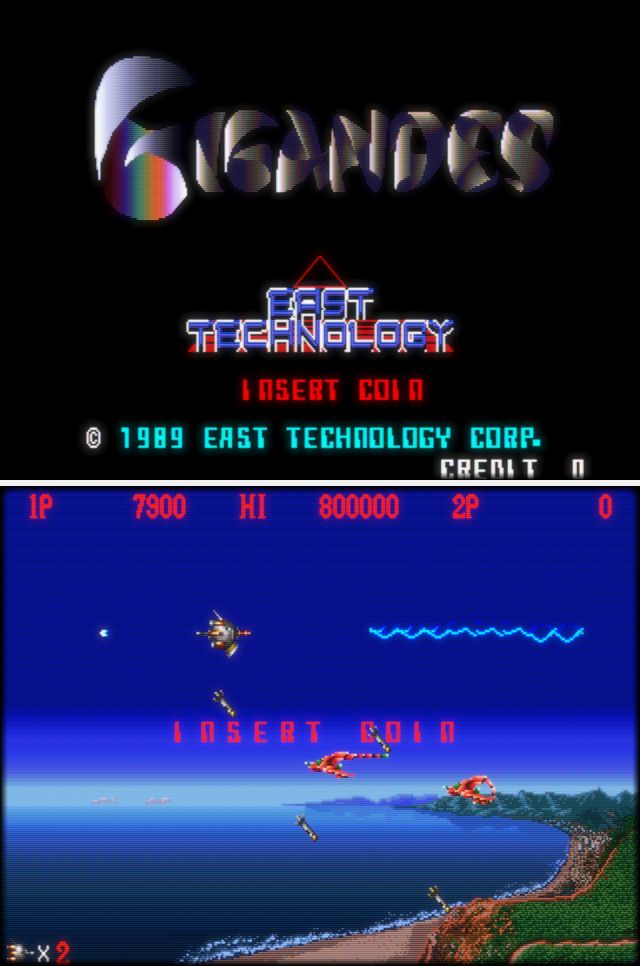 GIGANDES
EAST
TECHNOLOGY
INSERT COIN
© 1989 EAST TECHNOLOGY CORP.
CREDIT 0
1P 7900 HI 800000 2P 0
INSERT COIN
X 2